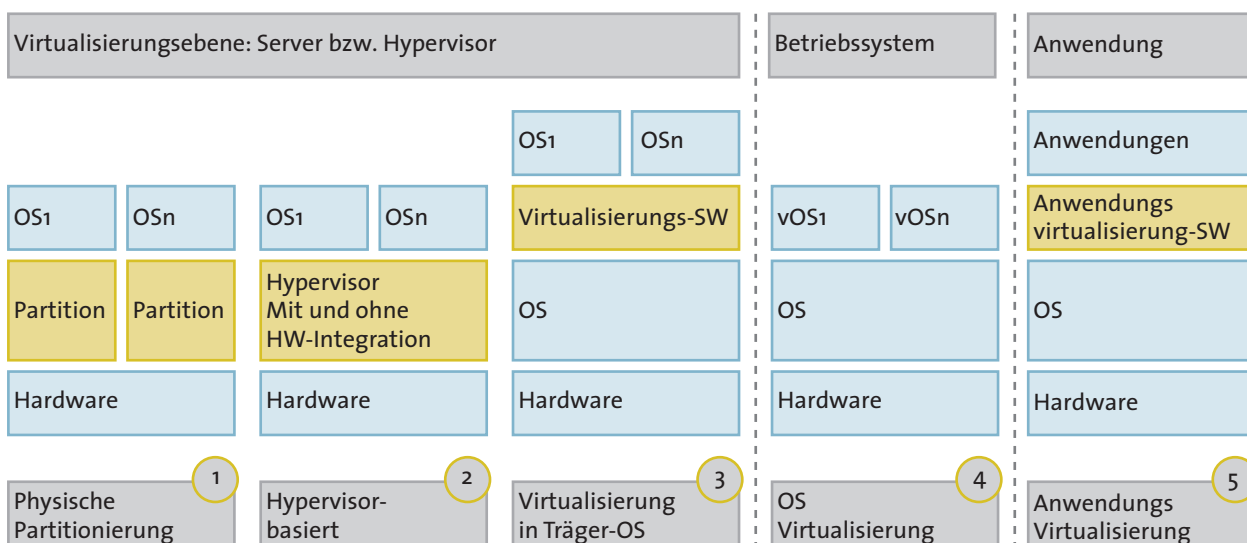 Virtualisierungsebene: Server bzw. Hypervisor
Betriebssystem
Anwendung
OS1
OSn
Anwendungen
OS1
OSn
OS1
OSn
Virtualisierungs-SW
vOS1
vOSn
Anwendungs
virtualisierung-SW
Partition
Partition
Hypervisor
Mit und ohne
HW-Integration
OS
OS
OS
Hardware
Hardware
Hardware
Hardware
Hardware
1
2
3
4
5
Physische
Partitionierung
Hypervisor-
basiert
Virtualisierung
in Träger-OS
OS
Virtualisierung
Anwendungs
Virtualisierung